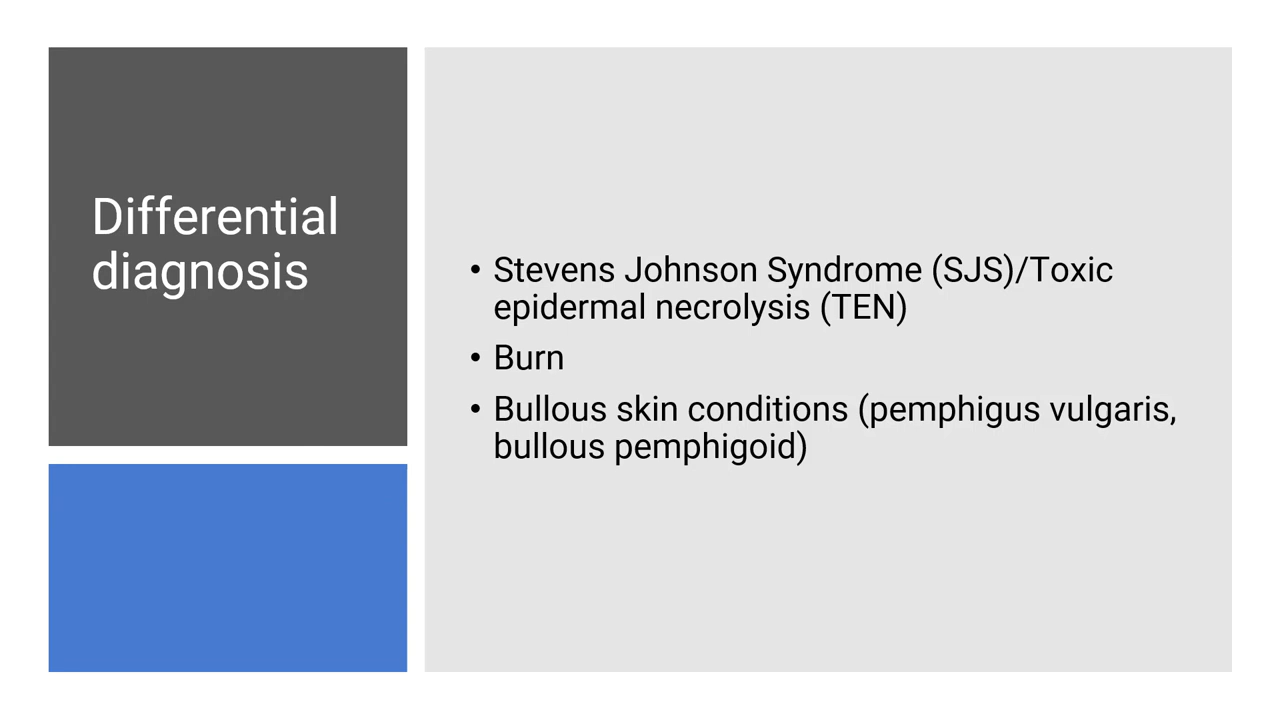 Differential
diagnosis
• Stevens Johnson Syndrome (SJS)/Toxic
epidermal necrolysis (TEN)
• Burn
• Bullous skin conditions (pemphigus vulgaris,
bullous pemphigoid)